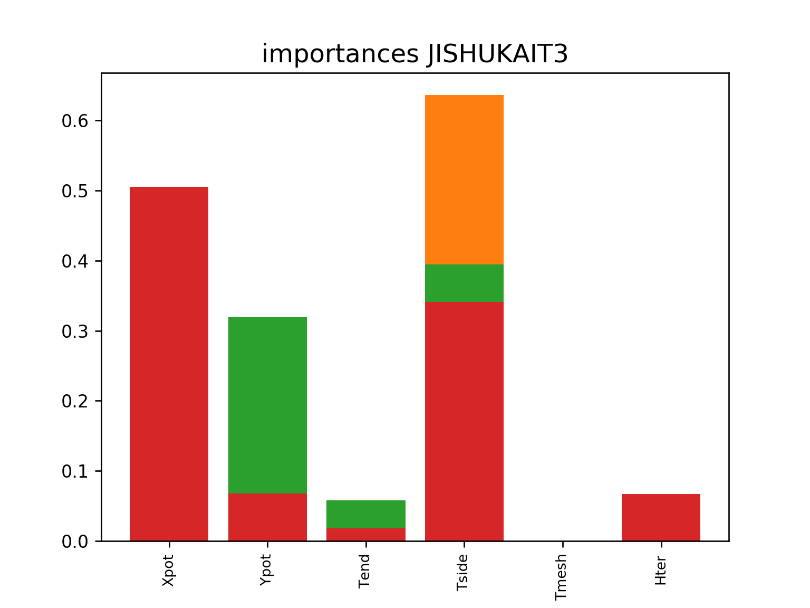 importances JISHUKAIT3
0.6
0.5
0.4
0.3
0.2
0.1
0.0
Xpot
Ypot
Tend
Tside
Tmesh
Hter